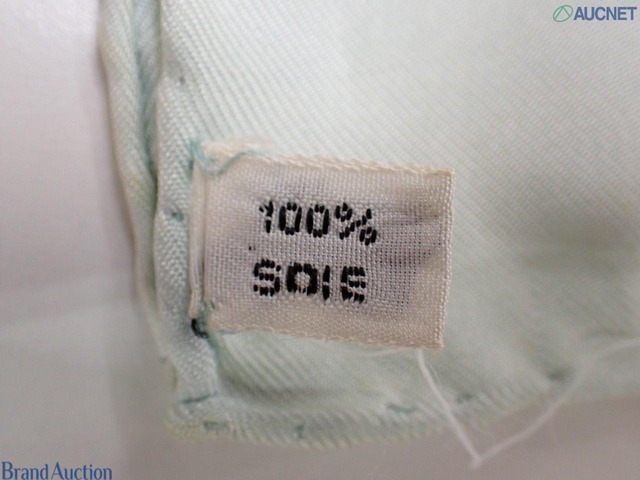 AUCNET
100%
SOIE
Brand Auction